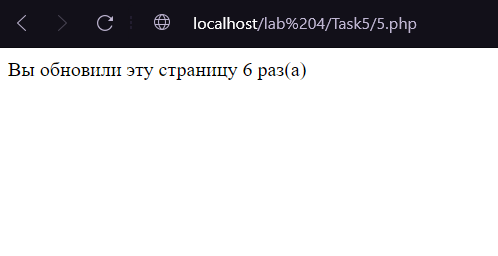 localhost/lab%204/Task5/5.php
Вы обновили эту страницу 6 раз(а)